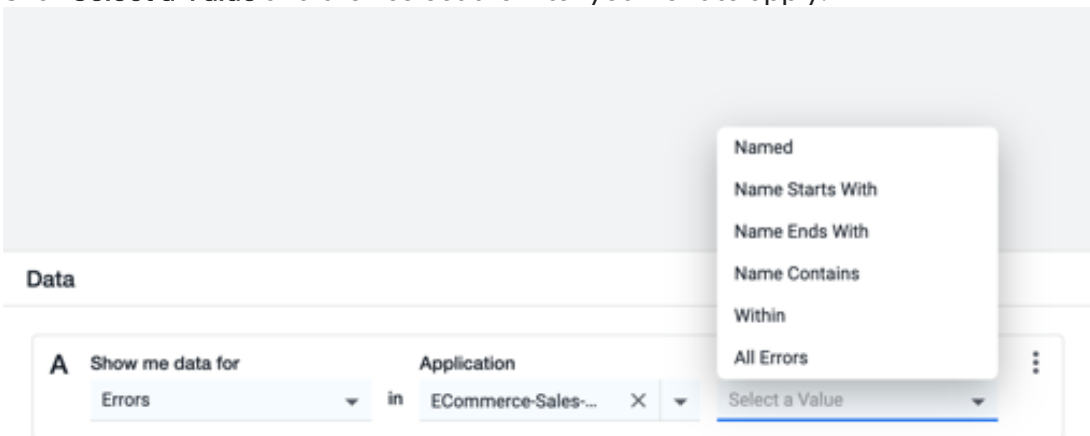 Named
Name Starts With
Name Ends With
Name Contains
Within
All Errors
Data
A Show me data for Application
Errors in ECommerce-Sales-... Select a Value